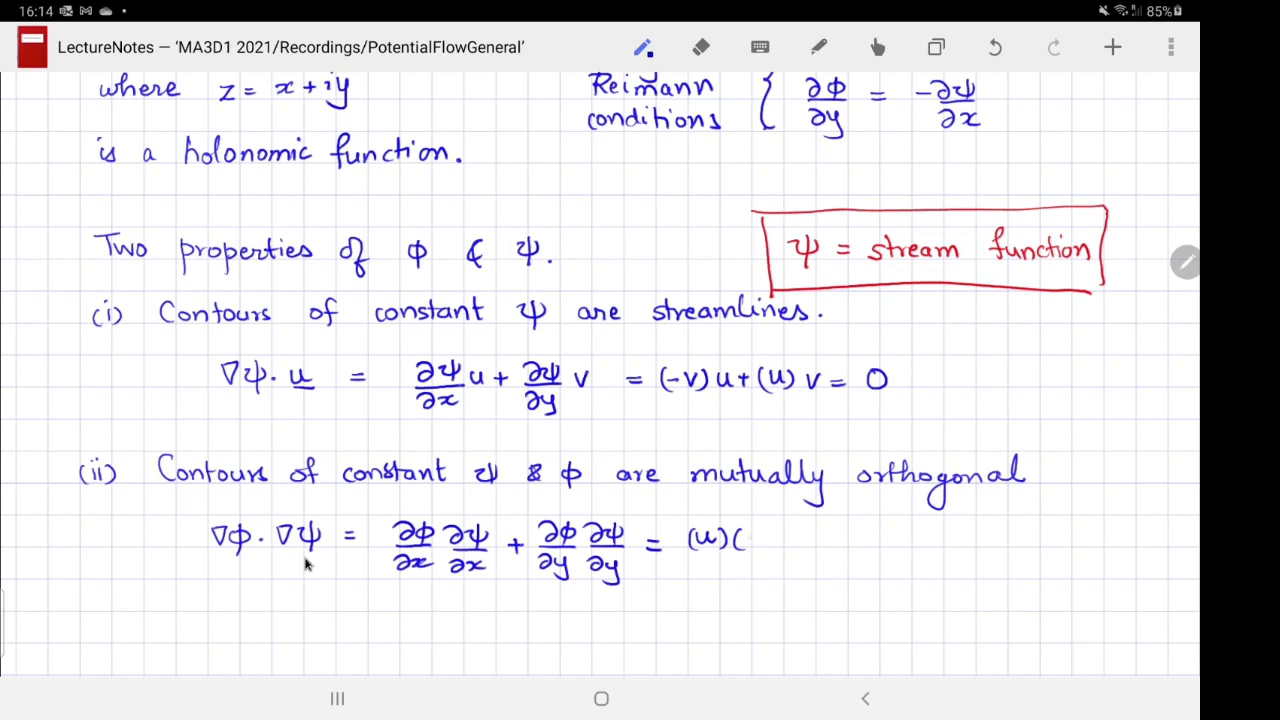 16:14 85%
LectureNotes — ‘MA3D1 2021/Recordings/PotentialFlowGeneral’
where z = x + iy
Reimann conditions { ∂Φ/∂y = -∂Ψ/∂x
is a holonomic function.
Two properties of Φ & Ψ.
Ψ = stream function
(i) Contours of constant Ψ are streamlines.
∇Ψ · u = ∂Ψ/∂x u + ∂Ψ/∂y v = (-v) u + (u) v = 0
(ii) Contours of constant Ψ & Φ are mutually orthogonal
∇Φ · ∇Ψ = ∂Φ/∂x ∂Ψ/∂x + ∂Φ/∂y ∂Ψ/∂y = (u)(